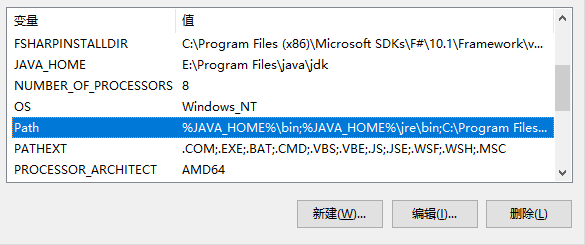 变量 值
FSHARPINSTALLDIR C:\Program Files (x86)\Microsoft SDKs\F#\10.1\Framework\v...
JAVA_HOME E:\Program Files\java\jdk
NUMBER_OF_PROCESSORS 8
OS Windows_NT
Path %JAVA_HOME%\bin;%JAVA_HOME%\jre\bin;C:\Program Files...
PATHEXT .COM;.EXE;.BAT;.CMD;.VBS;.VBE;.JS;.JSE;.WSF;.WSH;.MSC
PROCESSOR_ARCHITECT AMD64
新建(W)... 编辑(I)... 删除(L)